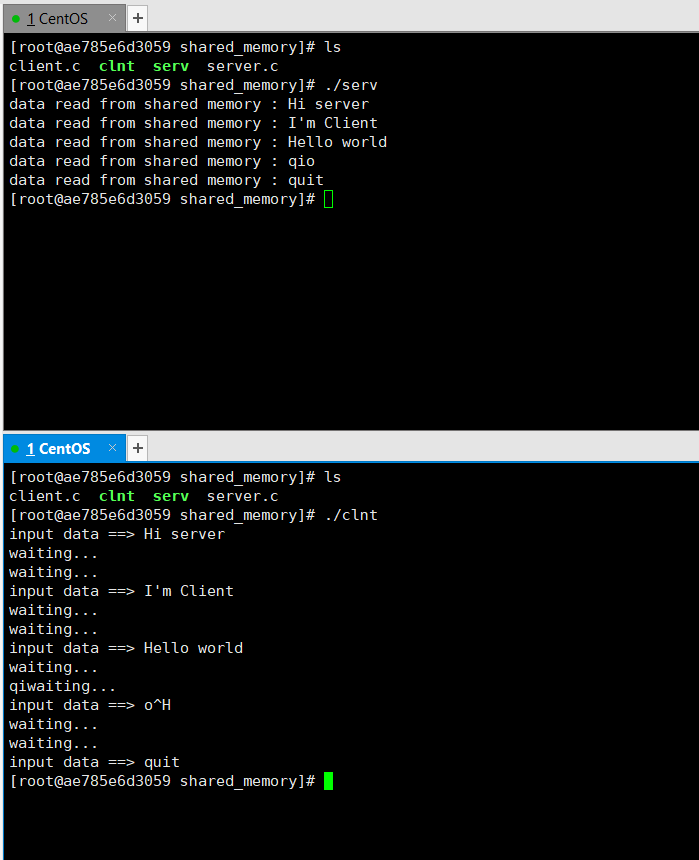 1 CentOS × +
[root@ae785e6d3059 shared_memory]# ls
client.c  clnt  serv  server.c
[root@ae785e6d3059 shared_memory]# ./serv
data read from shared memory : Hi server
data read from shared memory : I'm Client
data read from shared memory : Hello world
data read from shared memory : qio
data read from shared memory : quit
[root@ae785e6d3059 shared_memory]#
1 CentOS × +
[root@ae785e6d3059 shared_memory]# ls
client.c  clnt  serv  server.c
[root@ae785e6d3059 shared_memory]# ./clnt
input data ==> Hi server
waiting...
waiting...
input data ==> I'm Client
waiting...
waiting...
input data ==> Hello world
waiting...
qiwaiting...
input data ==> o^H
waiting...
waiting...
input data ==> quit
[root@ae785e6d3059 shared_memory]#